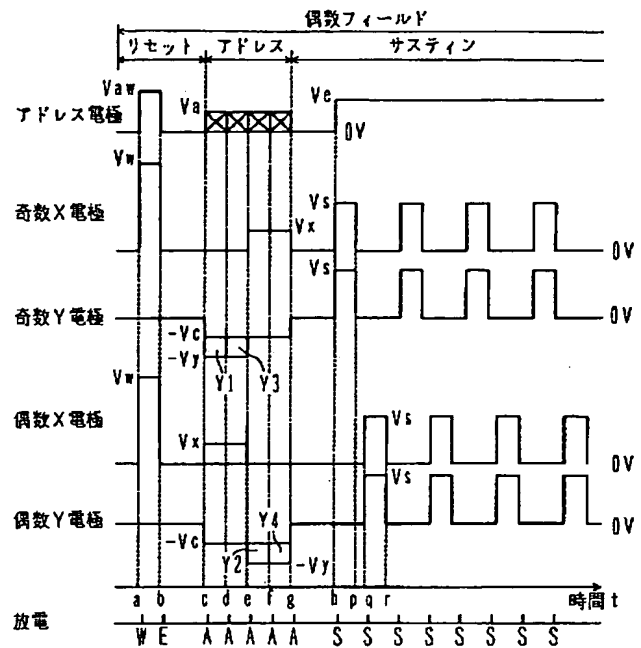 偶数フィールド
リセット アドレス サスティン
Vaw
Va
Ve
アドレス電極
0V
Vw
奇数X電極
Vs
Vx
0V
Vs
奇数Y電極
0V
-Vc
-Vy
Y1 Y3
Vw
偶数X電極
Vx
Vs
0V
Vs
偶数Y電極
0V
-Vc
Y2 Y4
-Vy
a b c d e f g h p q r 時間 t
放電
W E A A A A A S S S S S S S S